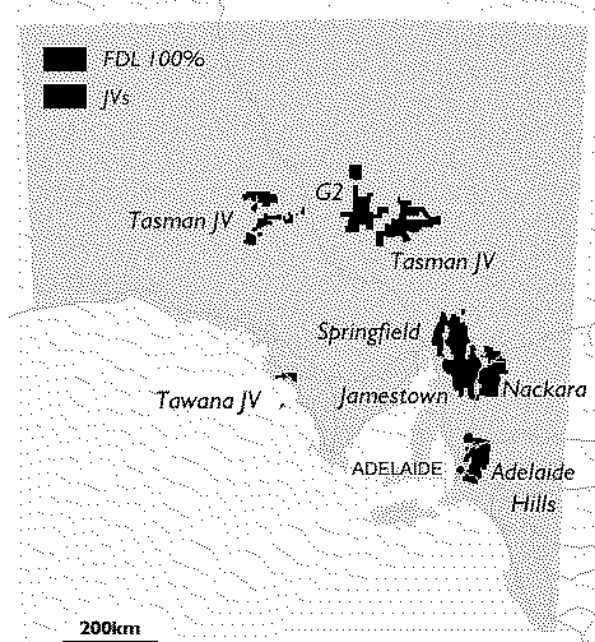 FDL 100%
JVs
G2
Tasman JV
Tasman JV
Springfield
Jamestown
Nackara
Tawana JV
ADELAIDE
Adelaide
Hills
200km